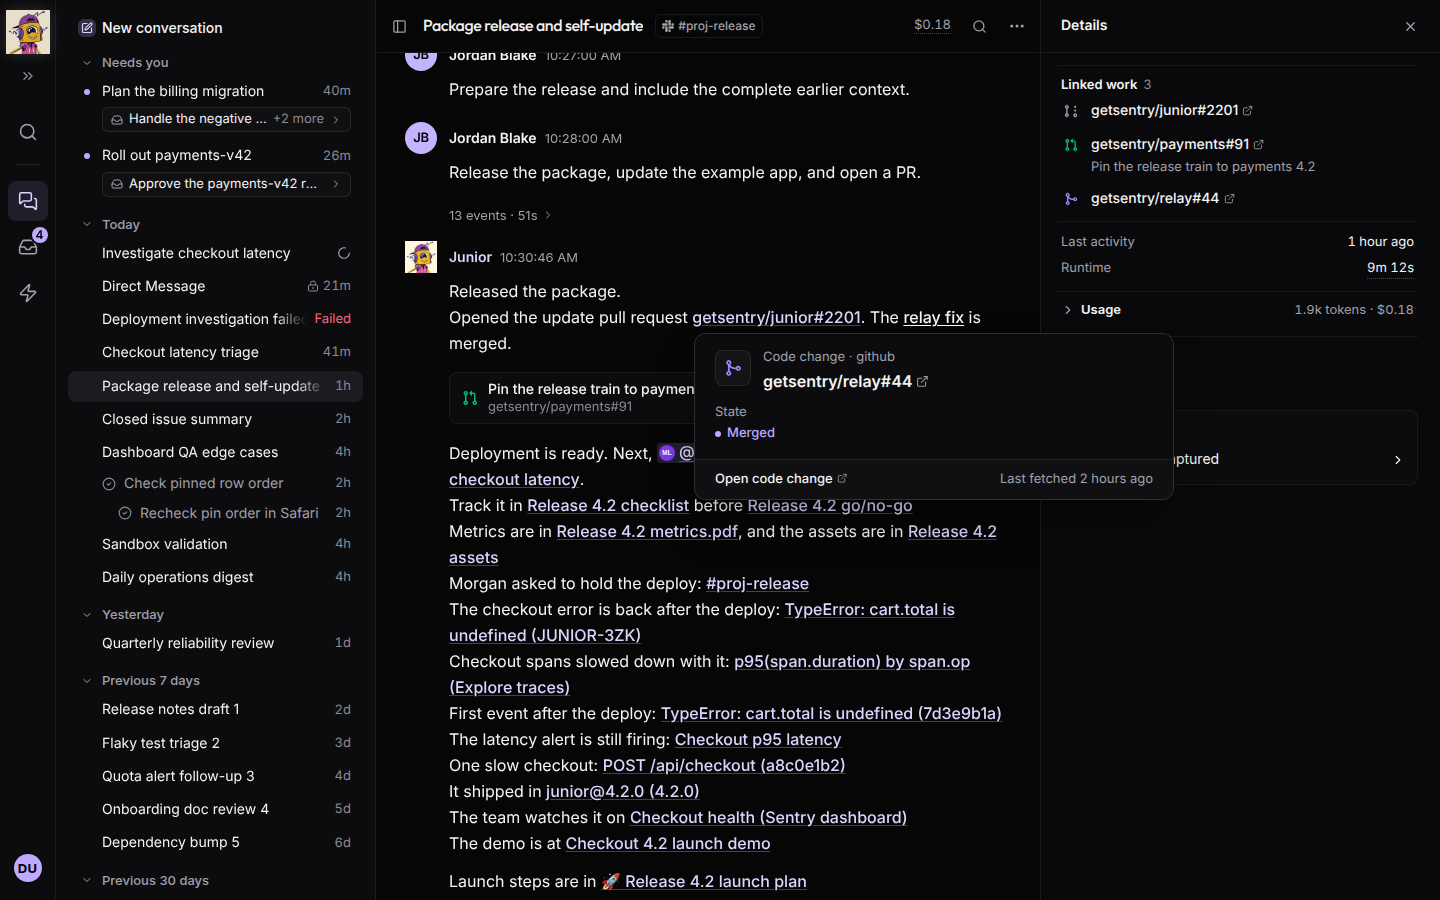 New conversation
Needs you
Plan the billing migration 40m
Handle the negative ... +2 more
Roll out payments-v42 26m
Approve the payments-v42 r...
Today
Investigate checkout latency
Direct Message 21m
Deployment investigation failed Failed
Checkout latency triage 41m
Package release and self-update 1h
Closed issue summary 2h
Dashboard QA edge cases 4h
Check pinned row order 2h
Recheck pin order in Safari 2h
Sandbox validation 4h
Daily operations digest 4h
Yesterday
Quarterly reliability review 1d
Previous 7 days
Release notes draft 1 2d
Flaky test triage 2 3d
Quota alert follow-up 3 4d
Onboarding doc review 4 5d
Dependency bump 5 6d
Previous 30 days
4
DU
Package release and self-update #proj-release $0.18
JB Jordan Blake 10:27:00 AM
Prepare the release and include the complete earlier context.
JB Jordan Blake 10:28:00 AM
Release the package, update the example app, and open a PR.
13 events · 51s
Junior 10:30:46 AM
Released the package.
Opened the update pull request getsentry/junior#2201. The relay fix is
merged.
Pin the release train to paymen
getsentry/payments#91
Deployment is ready. Next, ML @
checkout latency.
Track it in Release 4.2 checklist before Release 4.2 go/no-go
Metrics are in Release 4.2 metrics.pdf, and the assets are in Release 4.2
assets
Morgan asked to hold the deploy: #proj-release
The checkout error is back after the deploy: TypeError: cart.total is
undefined (JUNIOR-3ZK)
Checkout spans slowed down with it: p95(span.duration) by span.op
(Explore traces)
First event after the deploy: TypeError: cart.total is undefined (7d3e9b1a)
The latency alert is still firing: Checkout p95 latency
One slow checkout: POST /api/checkout (a8c0e1b2)
It shipped in junior@4.2.0 (4.2.0)
The team watches it on Checkout health (Sentry dashboard)
The demo is at Checkout 4.2 launch demo
Launch steps are in 🚀 Release 4.2 launch plan
Code change · github
getsentry/relay#44
State
Merged
Open code change Last fetched 2 hours ago
Details
Linked work 3
getsentry/junior#2201
getsentry/payments#91
Pin the release train to payments 4.2
getsentry/relay#44
Last activity 1 hour ago
Runtime 9m 12s
Usage 1.9k tokens · $0.18
ptured